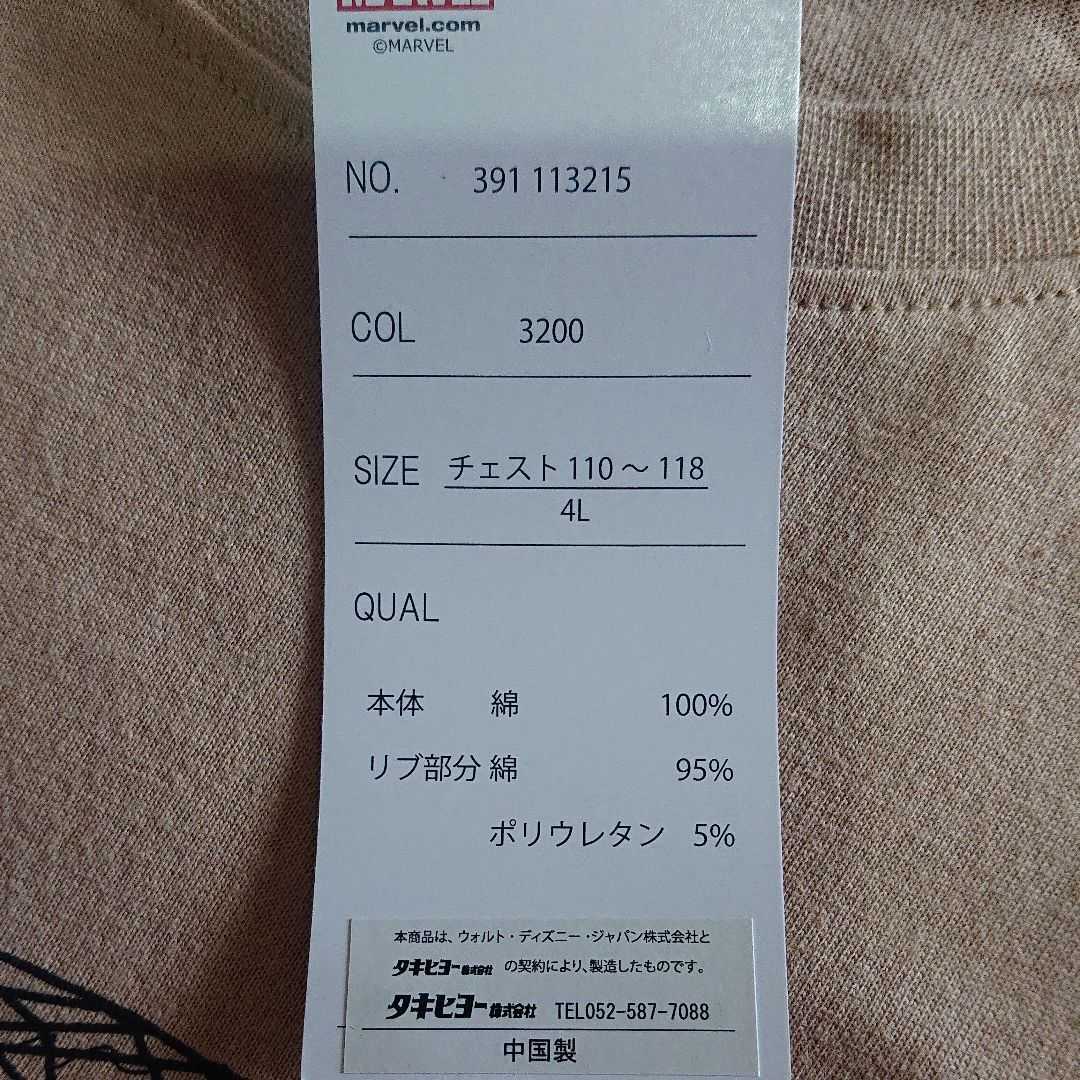 marvel.com
©MARVEL
NO. 391 113215
COL 3200
SIZE チェスト 110 ～ 118
4L
QUAL
本体 綿 100%
リブ部分 綿 95%
ポリウレタン 5%
本商品は、ウォルト・ディズニー・ジャパン株式会社と
タキヒヨー株式会社 の契約により、製造したものです。
タキヒヨー株式会社 TEL052-587-7088
中国製